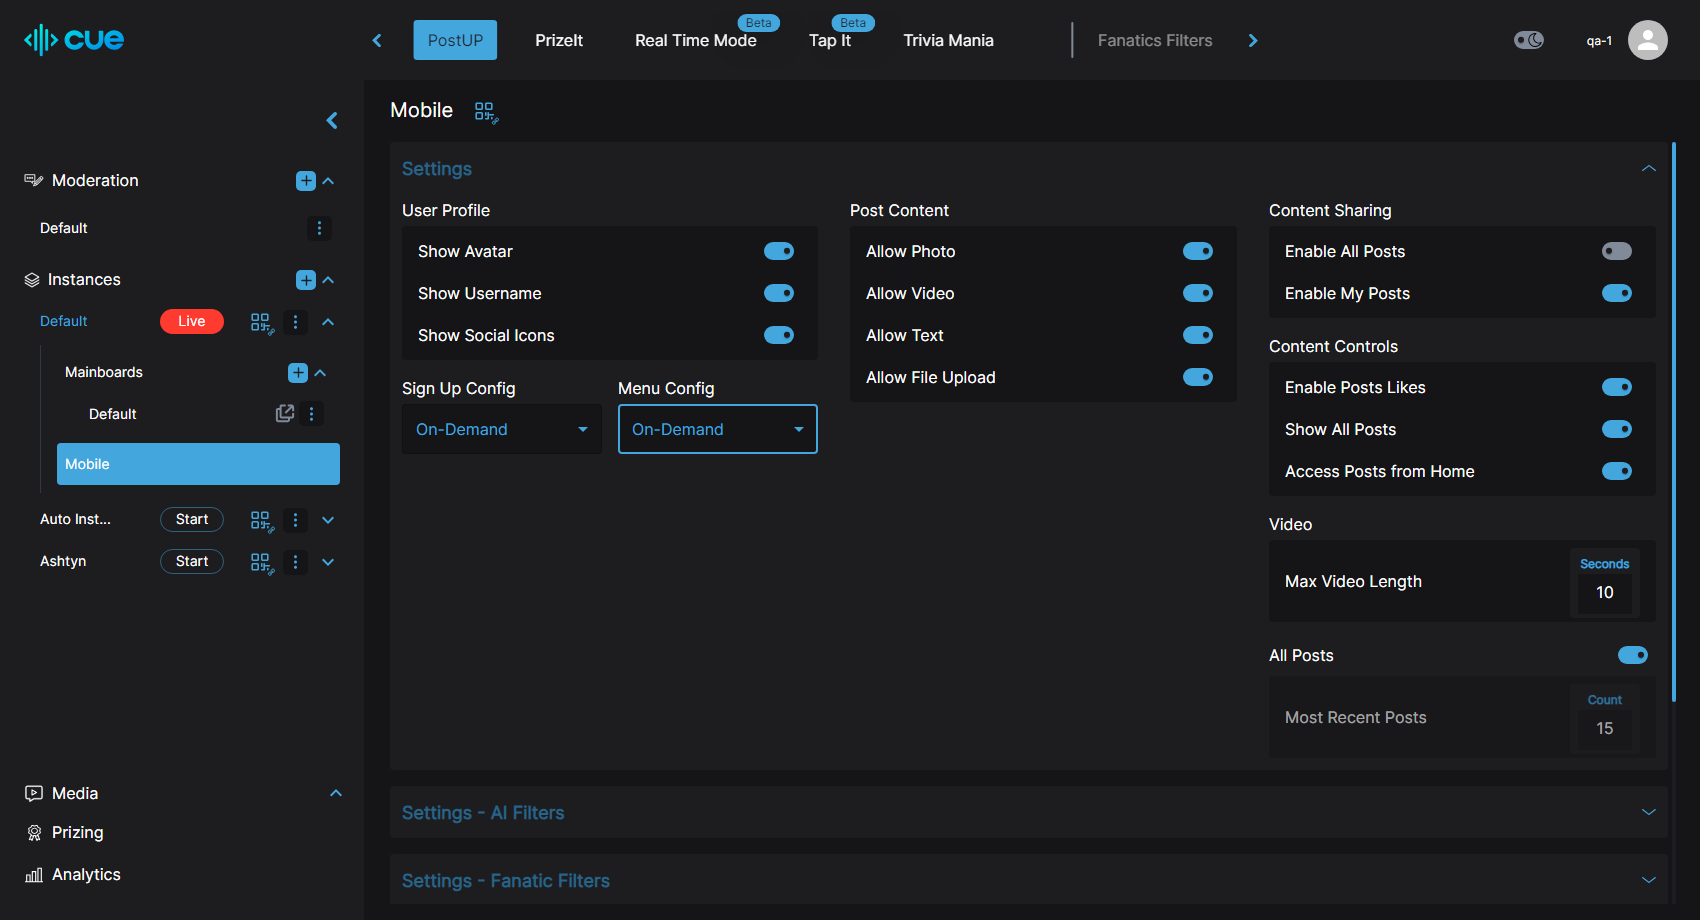 cue
PostUP
PrizeIt
Real Time Mode
Beta
Tap It
Beta
Trivia Mania
Fanatics Filters
qa-1
Moderation
Default
Instances
Default
Live
Mainboards
Default
Mobile
Auto Inst...
Start
Ashtyn
Start
Media
Prizing
Analytics
Mobile
Settings
User Profile
Show Avatar
Show Username
Show Social Icons
Sign Up Config
On-Demand
Menu Config
On-Demand
Post Content
Allow Photo
Allow Video
Allow Text
Allow File Upload
Content Sharing
Enable All Posts
Enable My Posts
Content Controls
Enable Posts Likes
Show All Posts
Access Posts from Home
Video
Max Video Length
Seconds
10
All Posts
Most Recent Posts
Count
15
Settings - AI Filters
Settings - Fanatic Filters